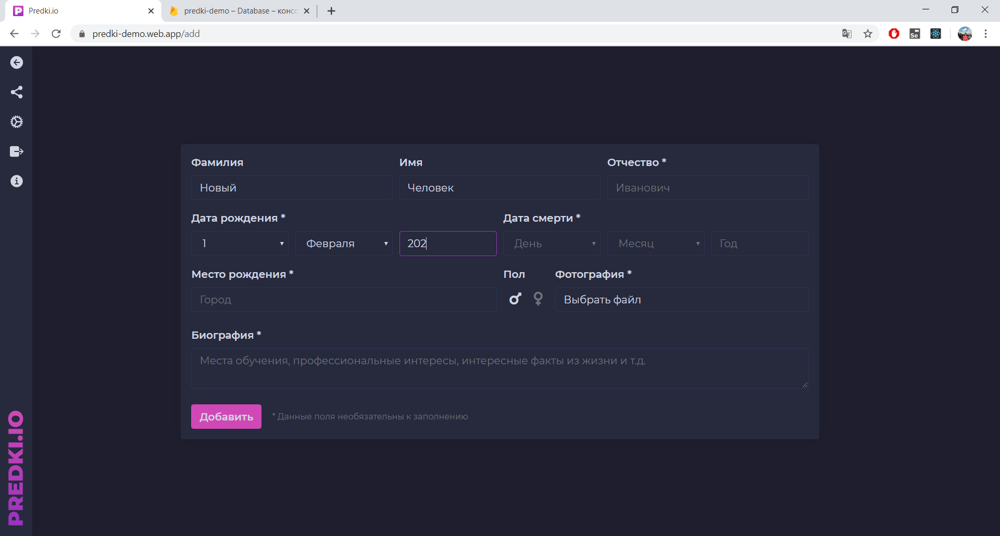 Predki.io
predki-demo – Database – консо
predki-demo.web.app/add
Se
Фамилия Имя Отчество *
Новый Человек Иванович
Дата рождения * Дата смерти *
1 Февраля 202 День Месяц Год
Место рождения * Пол Фотография *
Город Выбрать файл
Биография *
Места обучения, профессиональные интересы, интересные факты из жизни и т.д.
Добавить * Данные поля необязательны к заполнению
PREDKI.IO